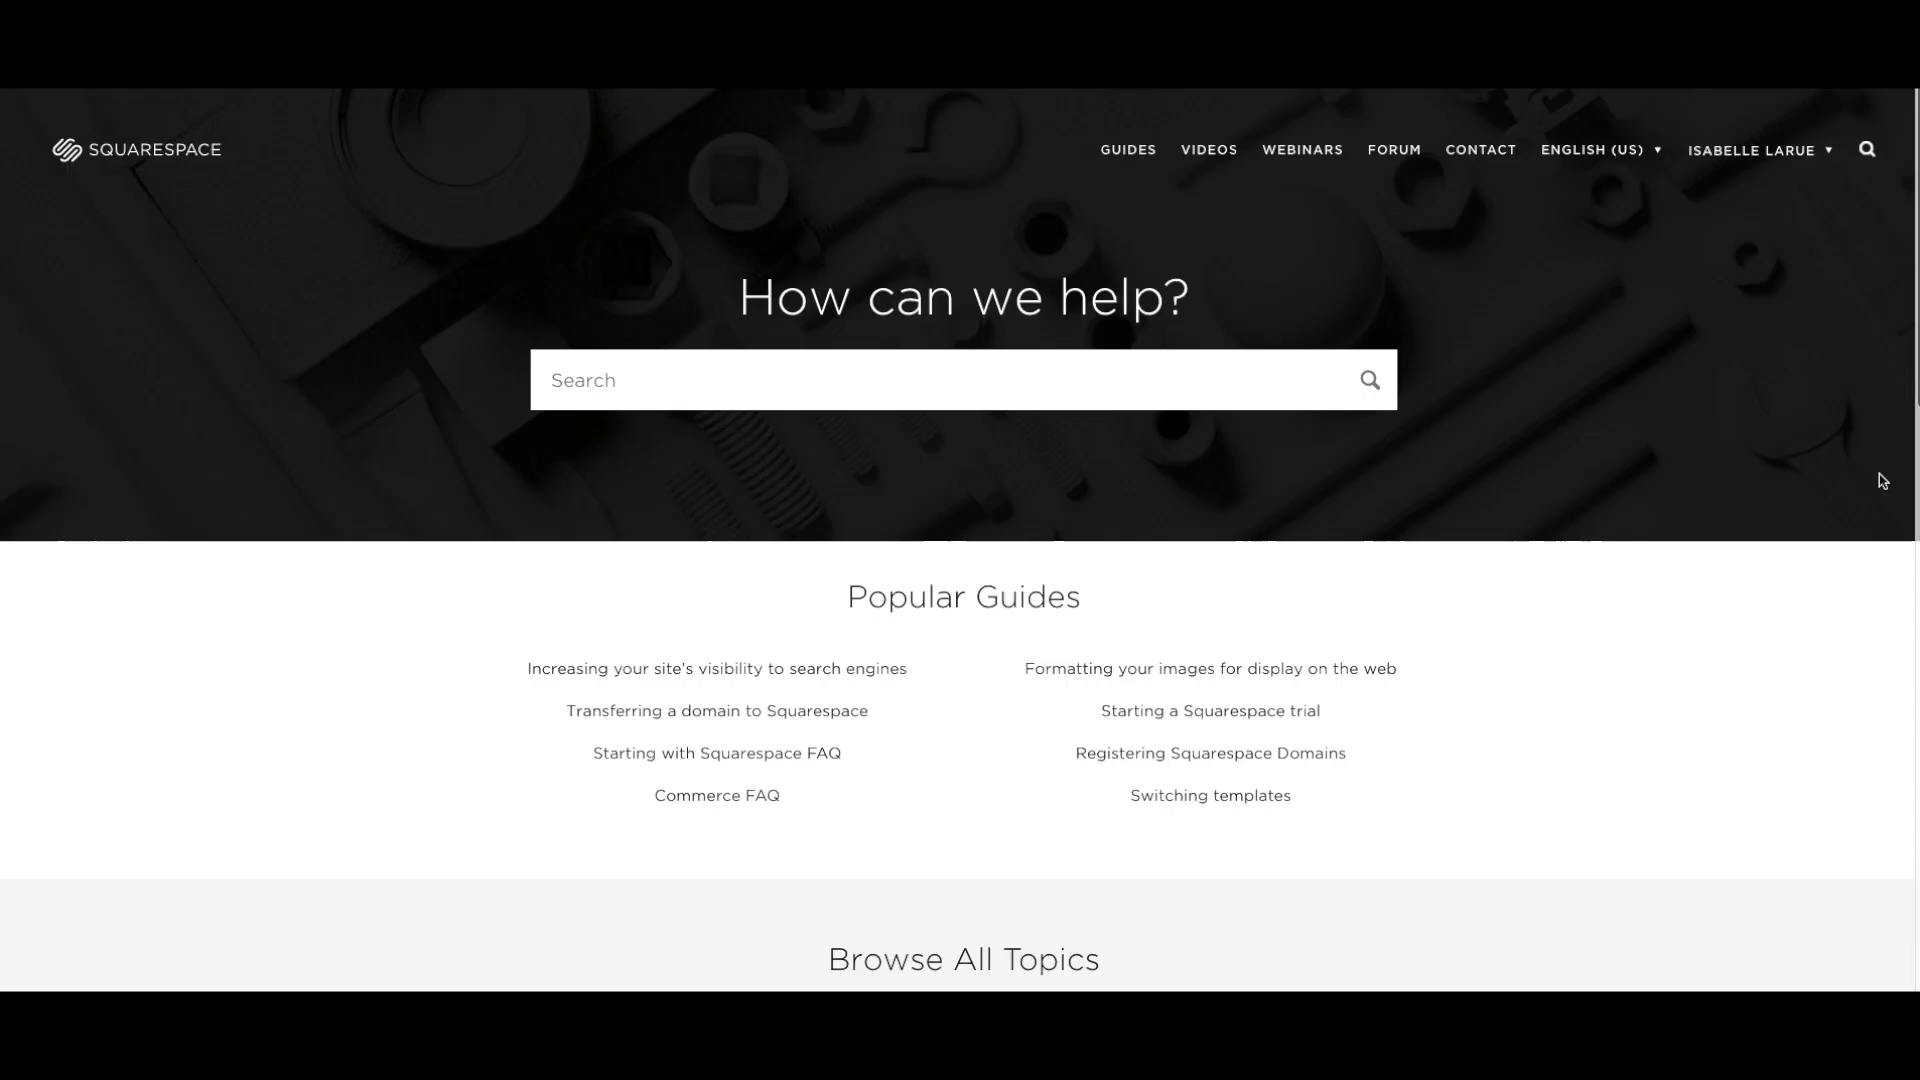 SQUARESPACE
GUIDES VIDEOS WEBINARS FORUM CONTACT ENGLISH (US) ▼ ISABELLE LARUE ▼
How can we help?
Search
Popular Guides
Increasing your site's visibility to search engines
Formatting your images for display on the web
Transferring a domain to Squarespace
Starting a Squarespace trial
Starting with Squarespace FAQ
Registering Squarespace Domains
Commerce FAQ
Switching templates
Browse All Topics